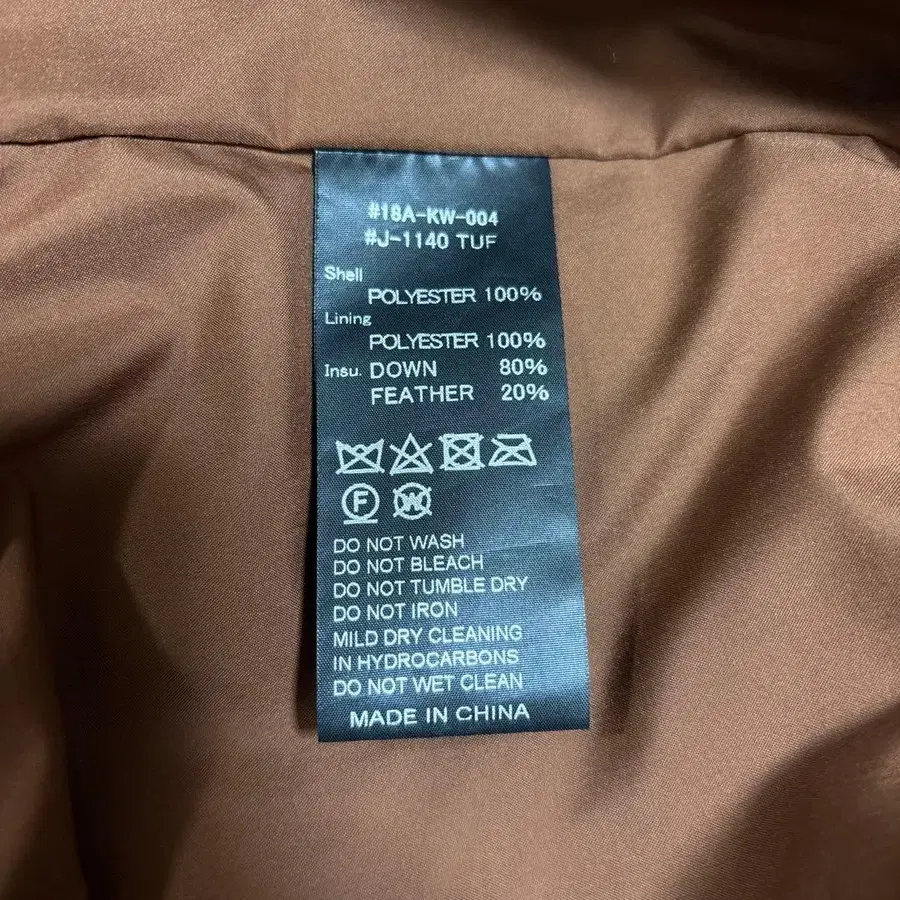 #18A-KW-004
#J-1140 TUF
Shell
POLYESTER 100%
Lining
POLYESTER 100%
Insu. DOWN 80%
FEATHER 20%
F W
DO NOT WASH
DO NOT BLEACH
DO NOT TUMBLE DRY
DO NOT IRON
MILD DRY CLEANING
IN HYDROCARBONS
DO NOT WET CLEAN
MADE IN CHINA